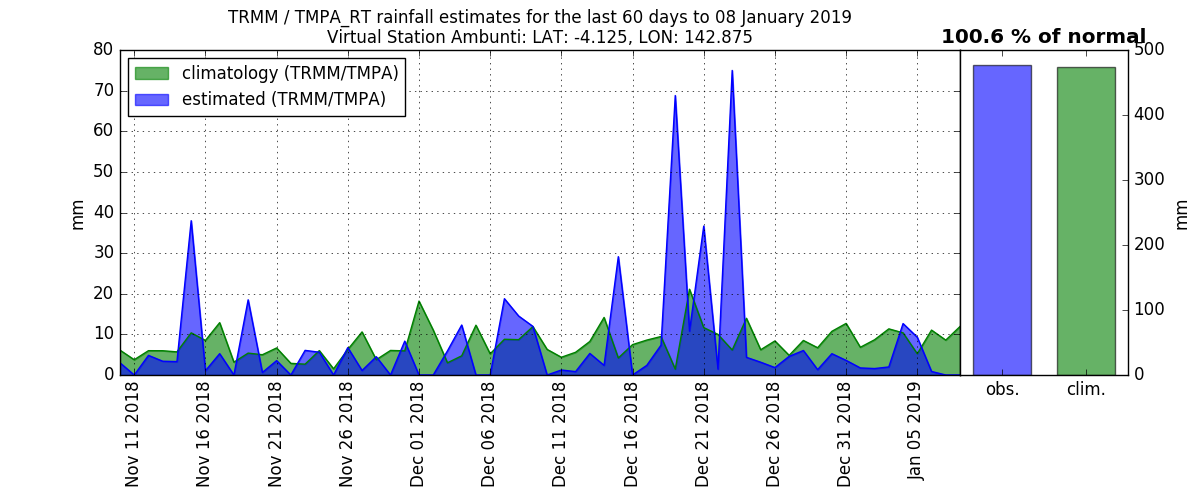 TRMM / TMPA_RT rainfall estimates for the last 60 days to 08 January 2019
Virtual Station Ambunti: LAT: -4.125, LON: 142.875
100.6 % of normal
climatology (TRMM/TMPA)
estimated (TRMM/TMPA)
80
70
60
50
40
30
20
10
0
mm
Nov 11 2018
Nov 16 2018
Nov 21 2018
Nov 26 2018
Dec 01 2018
Dec 06 2018
Dec 11 2018
Dec 16 2018
Dec 21 2018
Dec 26 2018
Dec 31 2018
Jan 05 2019
obs.
clim.
500
400
300
200
100
0
mm